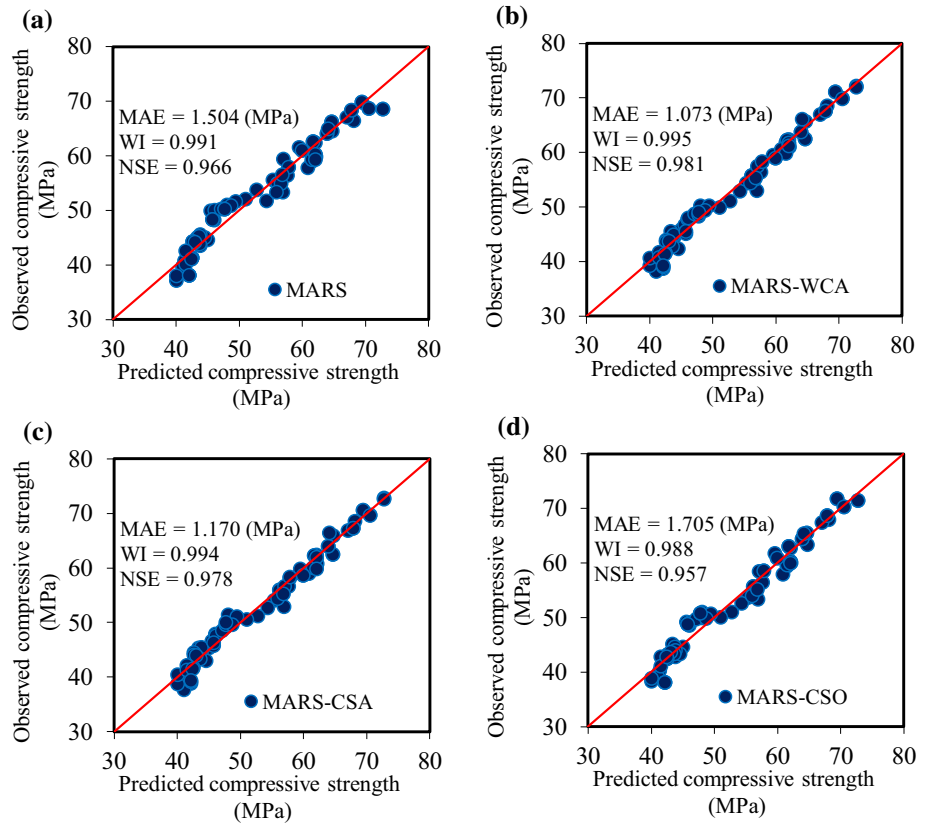 (a)
80
70
60
50
40
30
Observed compressive strength
(MPa)
MAE = 1.504 (MPa)
WI = 0.991
NSE = 0.966
MARS
30 40 50 60 70 80
Predicted compressive strength
(MPa)
(b)
80
70
60
50
40
30
Observed compressive strength
(MPa)
MAE = 1.073 (MPa)
WI = 0.995
NSE = 0.981
MARS-WCA
30 40 50 60 70 80
Predicted compressive strength
(MPa)
(c)
80
70
60
50
40
30
Observed compressive strength
(MPa)
MAE = 1.170 (MPa)
WI = 0.994
NSE = 0.978
MARS-CSA
30 40 50 60 70 80
Predicted compressive strength
(MPa)
(d)
80
70
60
50
40
30
Observed compressive strength
(MPa)
MAE = 1.705 (MPa)
WI = 0.988
NSE = 0.957
MARS-CSO
30 40 50 60 70 80
Predicted compressive strength
(MPa)